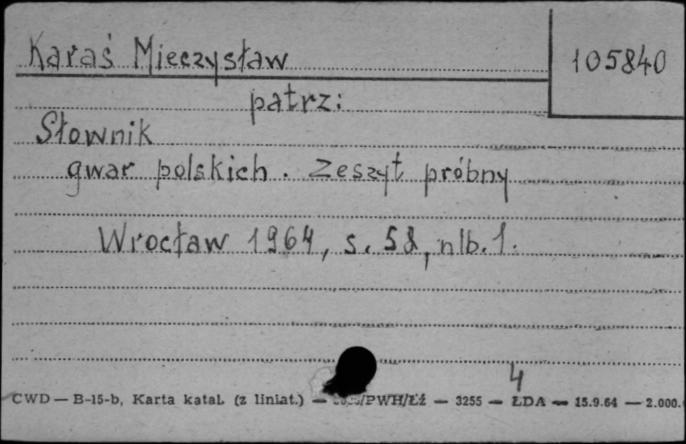 Karaś Mieczysław
105840
patrz:
Słownik
gwar polskich. Zeszyt próbny
Wrocław 1964, s. 58, nlb. 1.
4
CWD — B-15-b, Karta katal. (z liniat.) — /PWH/Łź — 3255 — ŁDA — 15.9.64 — 2.000.